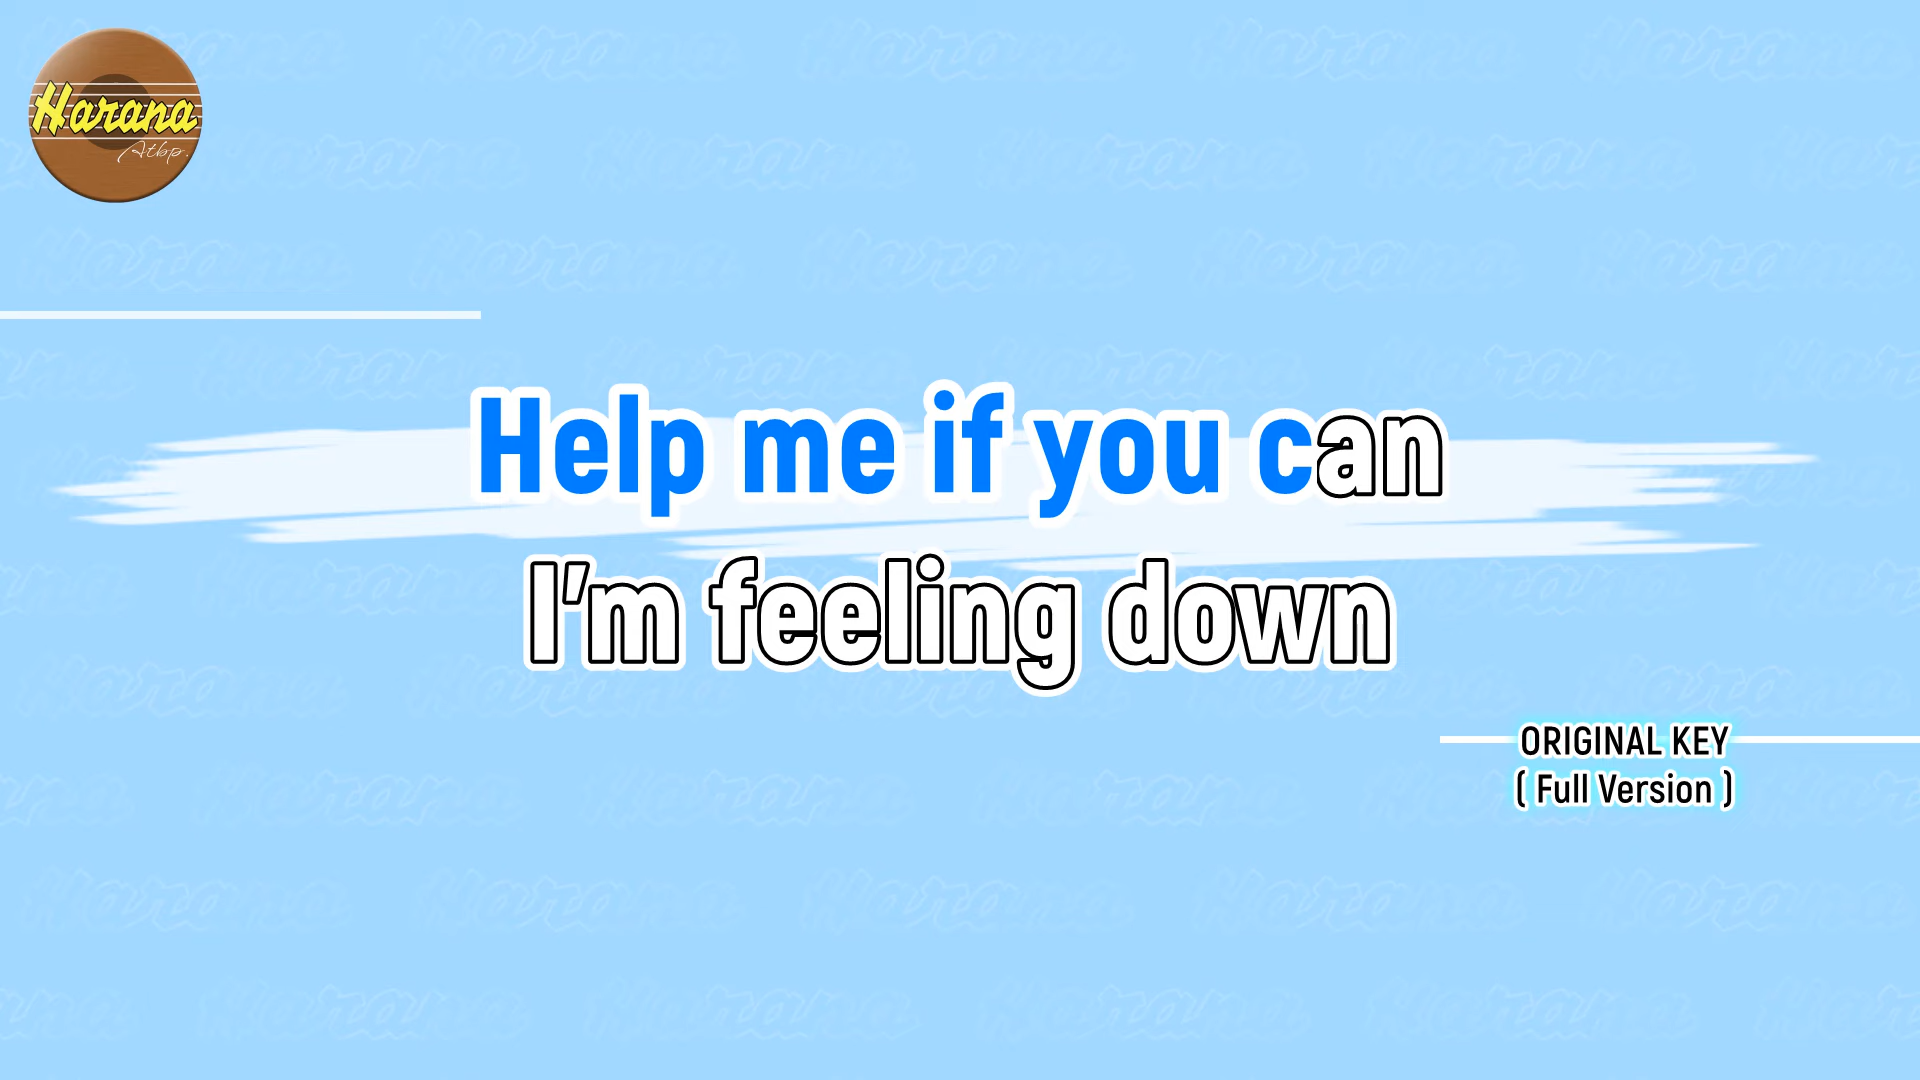 Harana
Atbp.
Help me if you can
I'm feeling down
ORIGINAL KEY
( Full Version )